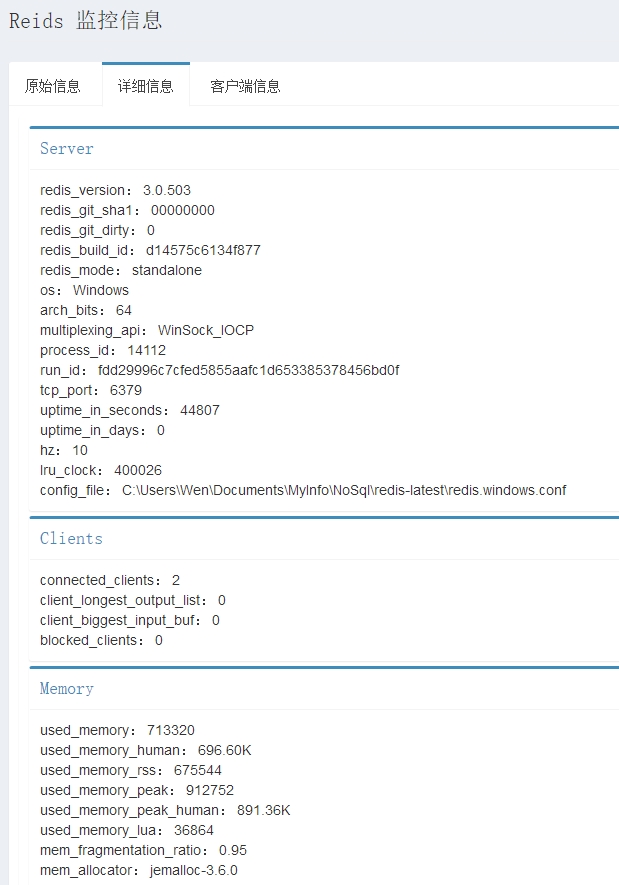 Reids 监控信息
原始信息 详细信息 客户端信息
Server
redis_version： 3.0.503
redis_git_sha1： 00000000
redis_git_dirty： 0
redis_build_id： d14575c6134f877
redis_mode： standalone
os： Windows
arch_bits： 64
multiplexing_api： WinSock_IOCP
process_id： 14112
run_id： fdd29996c7cfed5855aafc1d653385378456bd0f
tcp_port： 6379
uptime_in_seconds： 44807
uptime_in_days： 0
hz： 10
lru_clock： 400026
config_file： C:\Users\Wen\Documents\MyInfo\NoSql\redis-latest\redis.windows.conf
Clients
connected_clients： 2
client_longest_output_list： 0
client_biggest_input_buf： 0
blocked_clients： 0
Memory
used_memory： 713320
used_memory_human： 696.60K
used_memory_rss： 675544
used_memory_peak： 912752
used_memory_peak_human： 891.36K
used_memory_lua： 36864
mem_fragmentation_ratio： 0.95
mem_allocator： jemalloc-3.6.0